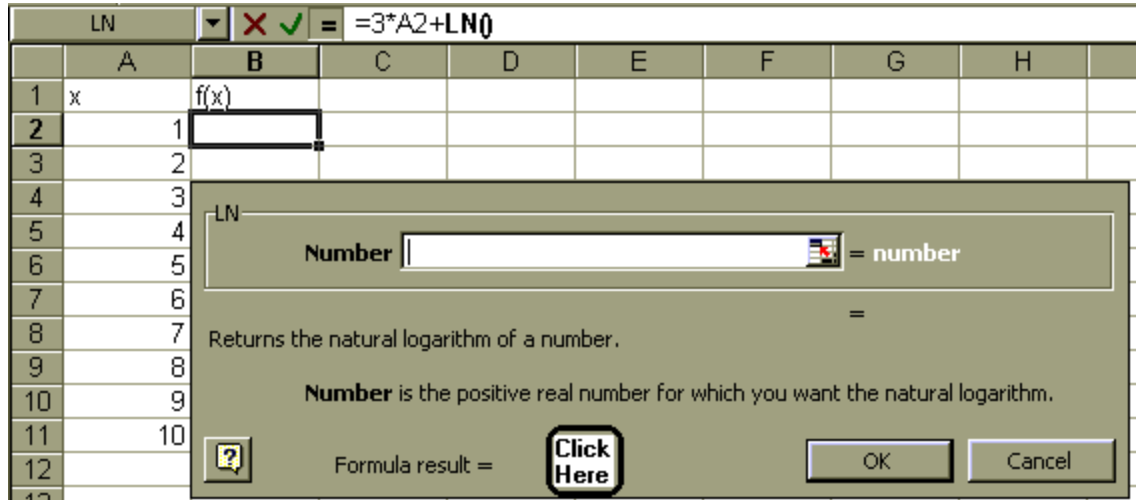 LN = =3*A2+LN()
A B C D E F G H
1 x f(x)
2 1
3 2
4 3
LN
5 4
Number = number
6 5
7 6
=
8 7
Returns the natural logarithm of a number.
9 8
10 9
Number is the positive real number for which you want the natural logarithm.
11 10
12
? Formula result = Click Here OK Cancel
13